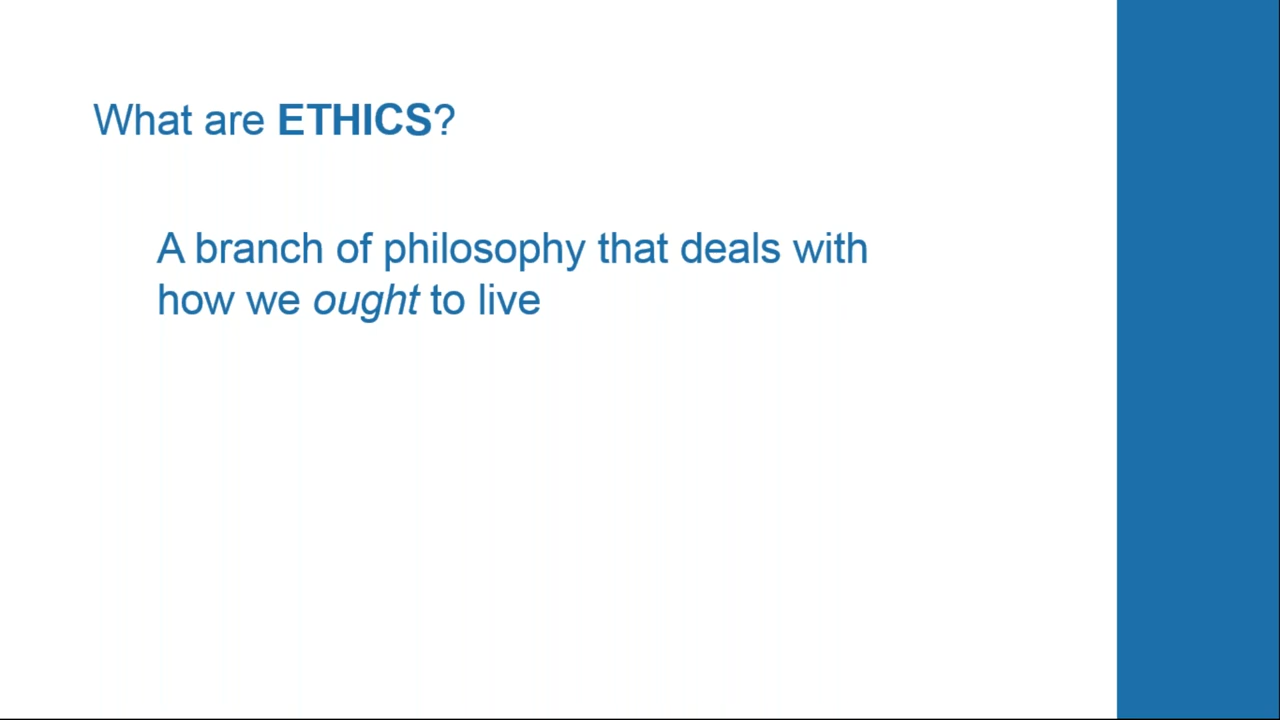 What are ETHICS?
A branch of philosophy that deals with
how we ought to live